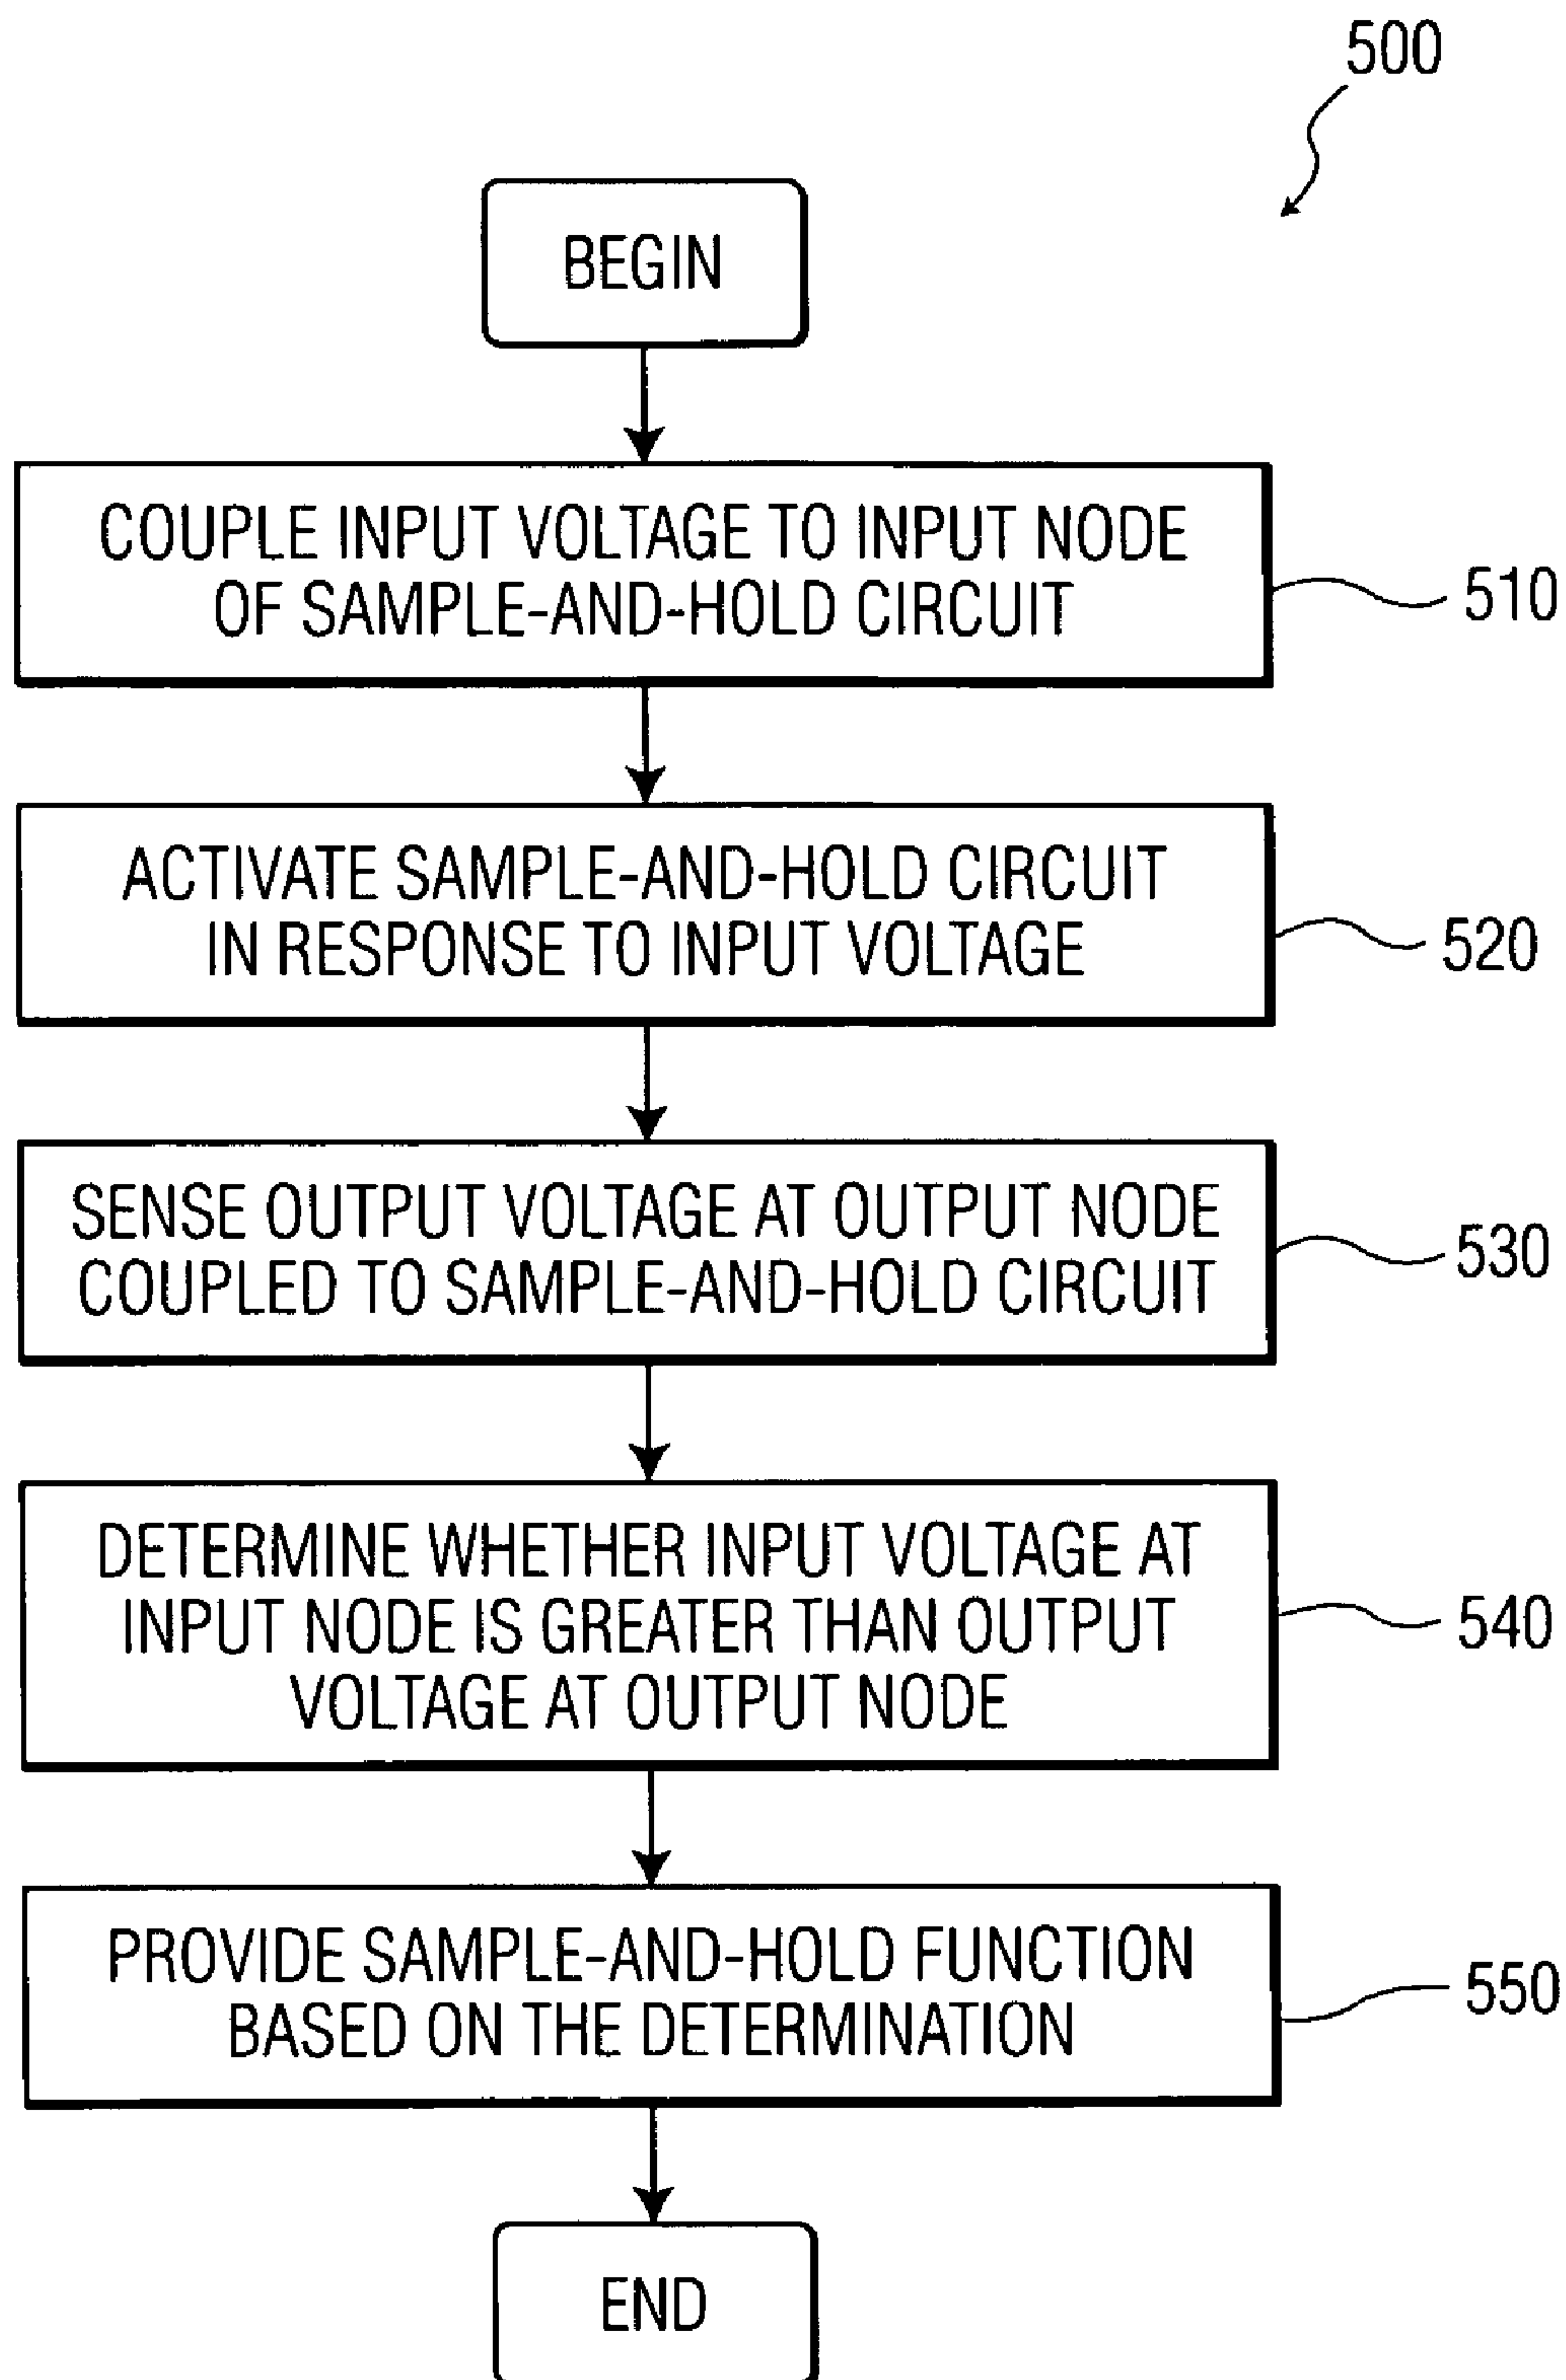 500
BEGIN
COUPLE INPUT VOLTAGE TO INPUT NODE
OF SAMPLE-AND-HOLD CIRCUIT
510
ACTIVATE SAMPLE-AND-HOLD CIRCUIT
IN RESPONSE TO INPUT VOLTAGE
520
SENSE OUTPUT VOLTAGE AT OUTPUT NODE
COUPLED TO SAMPLE-AND-HOLD CIRCUIT
530
DETERMINE WHETHER INPUT VOLTAGE AT
INPUT NODE IS GREATER THAN OUTPUT
VOLTAGE AT OUTPUT NODE
540
PROVIDE SAMPLE-AND-HOLD FUNCTION
BASED ON THE DETERMINATION
550
END